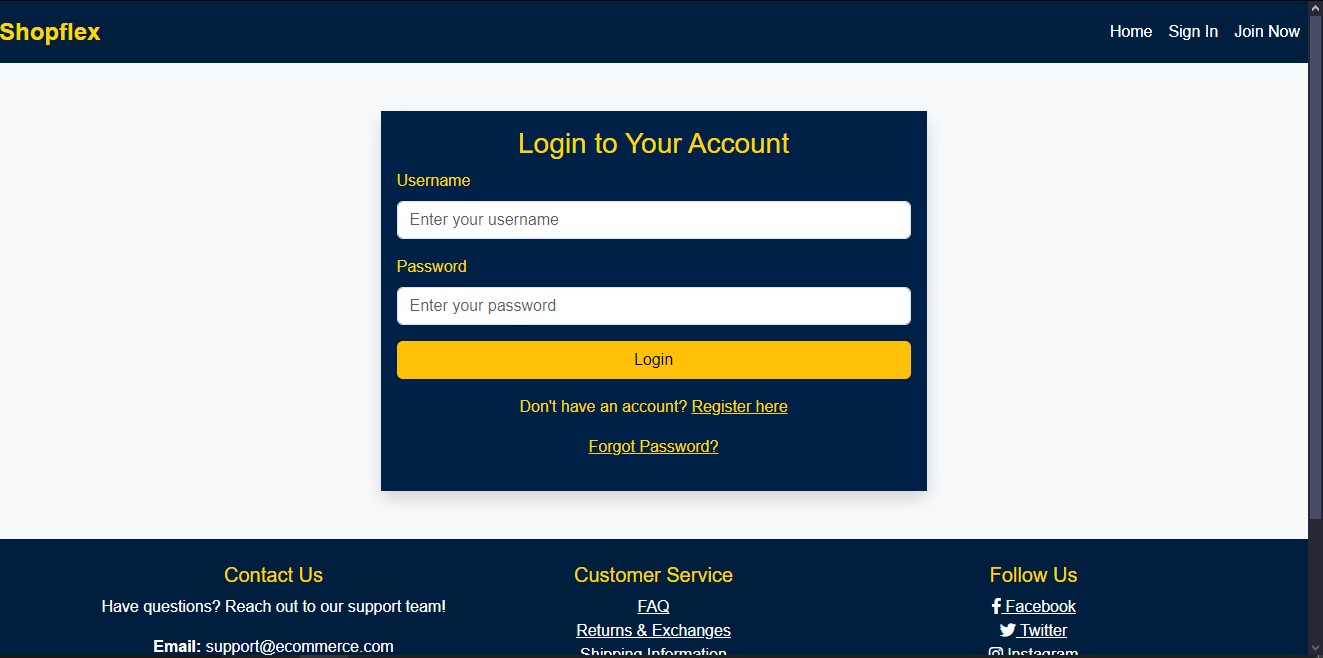 Shopflex
Home Sign In Join Now
Login to Your Account
Username
Enter your username
Password
Enter your password
Login
Don't have an account? Register here
Forgot Password?
Contact Us
Have questions? Reach out to our support team!
Email: support@ecommerce.com
Customer Service
FAQ
Returns & Exchanges
Shipping Information
Follow Us
Facebook
Twitter
Instagram